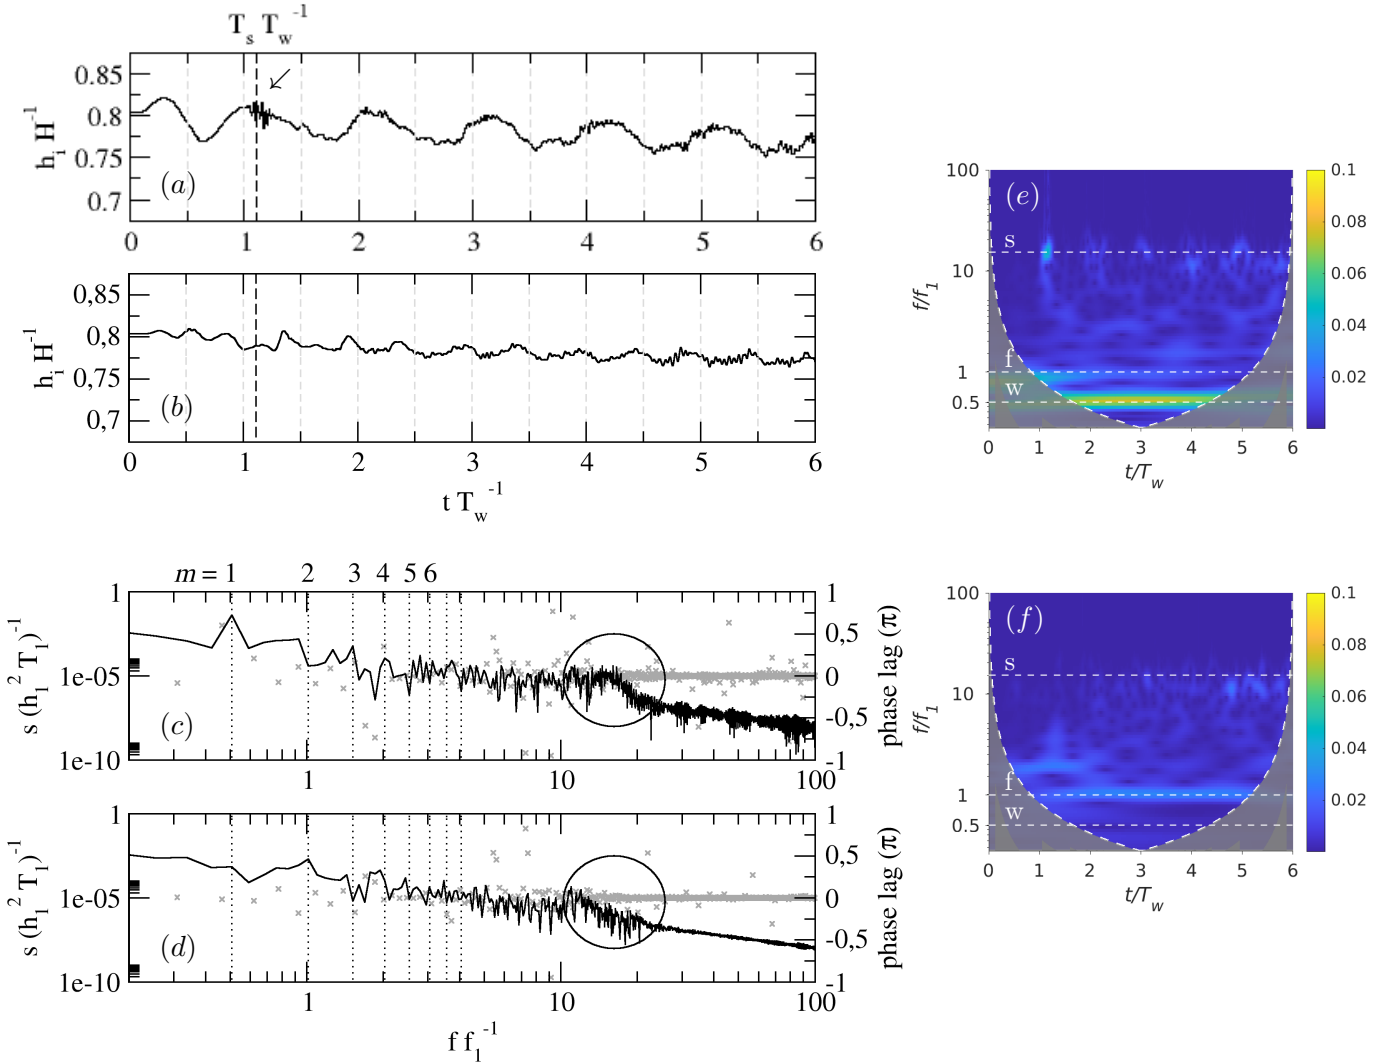 T_s T_w^-1
0.85
0.8
0.75
0.7
h_i H^-1
(a)
0 1 2 3 4 5 6
0.85
0.8
0.75
0,7
h_i H^-1
(b)
0 1 2 3 4 5 6
t T_w^-1
100
10
1
0.5
f/f_1
(e)
s
f
w
0 1 2 3 4 5 6
t/T_w
0.1
0.08
0.06
0.04
0.02
m = 1 2 3 4 5 6
1
1e-05
1e-10
s (h_1^2 T_1)^-1
(c)
1
0,5
0
-0,5
-1
phase lag (π)
1 10 100
1
1e-05
1e-10
s (h_1^2 T_1)^-1
(d)
1
0,5
0
-0,5
-1
phase lag (π)
1 10 100
f f_1^-1
100
10
1
0.5
f/f_1
(f)
s
f
w
0 1 2 3 4 5 6
t/T_w
0.1
0.08
0.06
0.04
0.02